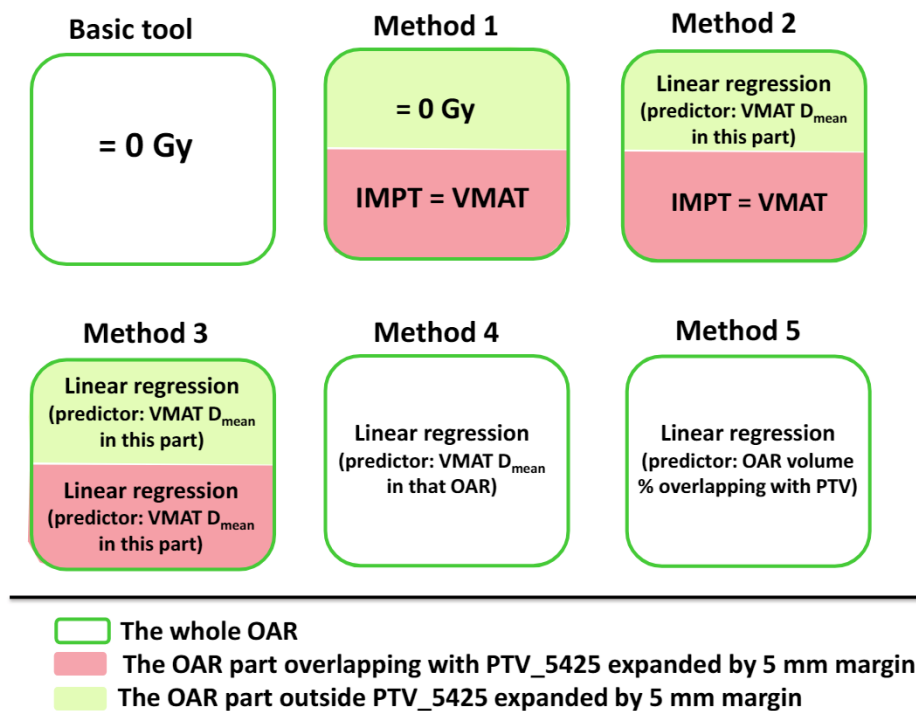 Basic tool
= 0 Gy
Method 1
= 0 Gy
IMPT = VMAT
Method 2
Linear regression
(predictor: VMAT Dmean
in this part)
IMPT = VMAT
Method 3
Linear regression
(predictor: VMAT Dmean
in this part)
Linear regression
(predictor: VMAT Dmean
in this part)
Method 4
Linear regression
(predictor: VMAT Dmean
in that OAR)
Method 5
Linear regression
(predictor: OAR volume
% overlapping with PTV)
The whole OAR
The OAR part overlapping with PTV_5425 expanded by 5 mm margin
The OAR part outside PTV_5425 expanded by 5 mm margin